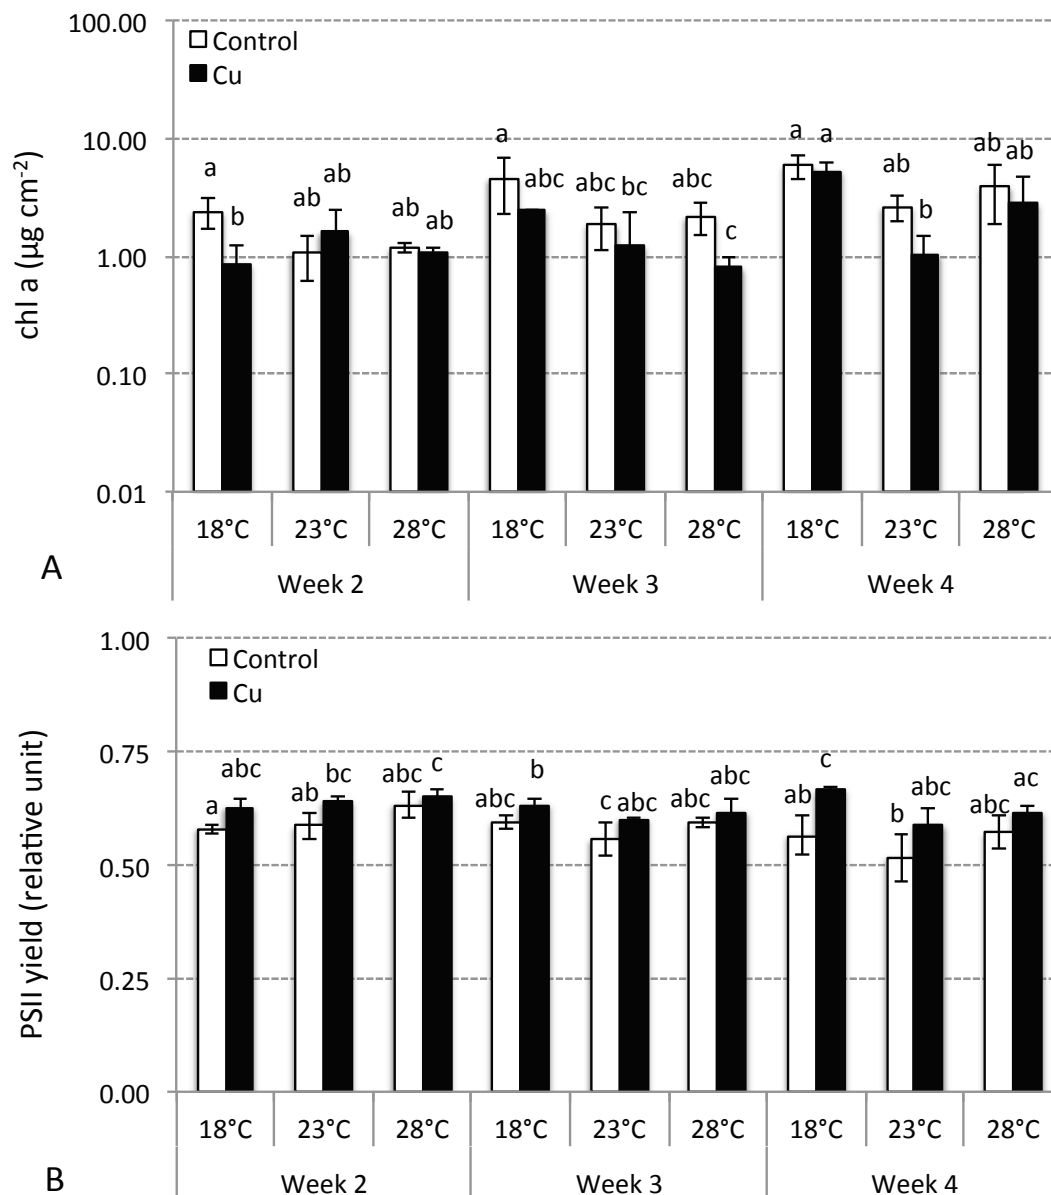 100.00
10.00
1.00
0.10
0.01
chl a (µg cm⁻²)
Control
Cu
a b ab ab ab ab a abc abc bc abc c a a ab b ab ab
18°C 23°C 28°C 18°C 23°C 28°C 18°C 23°C 28°C
Week 2 Week 3 Week 4
A
1.00
0.75
0.50
0.25
0.00
PSII yield (relative unit)
Control
Cu
a abc ab bc abc c abc b c abc abc abc ab c b abc abc ac
18°C 23°C 28°C 18°C 23°C 28°C 18°C 23°C 28°C
Week 2 Week 3 Week 4
B